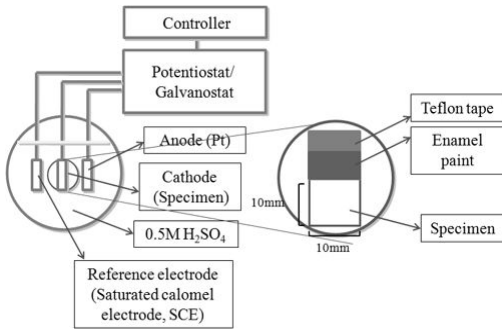 Controller
Potentiostat/
Galvanostat
Anode (Pt)
Cathode
(Specimen)
0.5M H₂SO₄
Reference electrode
(Saturated calomel
electrode, SCE)
Teflon tape
Enamel
paint
10mm
Specimen
10mm